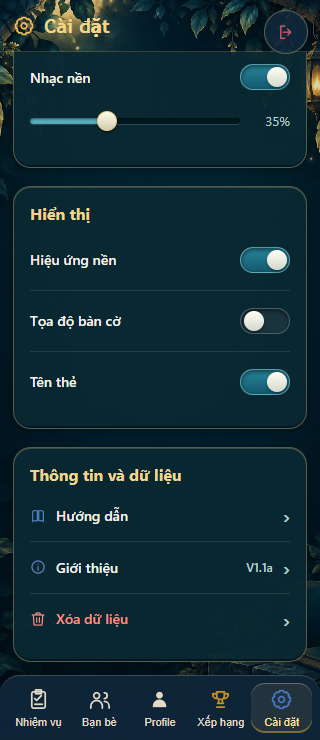 Cài đặt
Nhạc nền
35%
Hiển thị
Hiệu ứng nền
Tọa độ bàn cờ
Tên thẻ
Thông tin và dữ liệu
Hướng dẫn
Giới thiệu V1.1a
Xóa dữ liệu
Nhiệm vụ Bạn bè Profile Xếp hạng Cài đặt